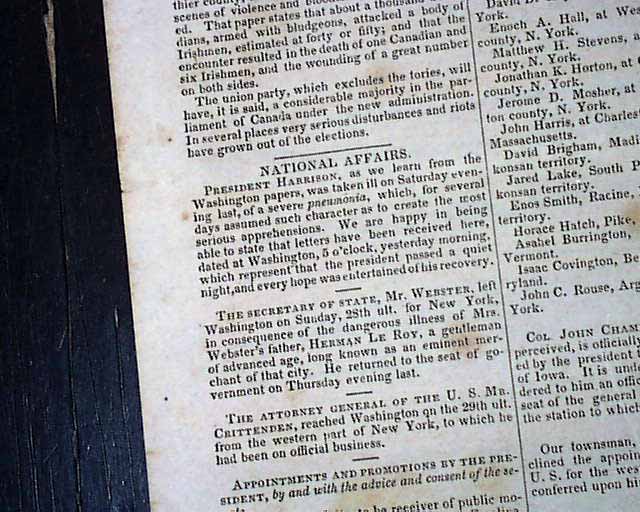 thier county,
scenes of violence and
ed. That paper states that about a thousand
dians, armed with bludgeons, attacked a body of
Irishmen, estimated at forty or fifty; and that the
encounter resulted in the death of one Canadian and
six Irishmen, and the wounding of a great number
on both sides.
The union party, which excludes the tories, will
have, it is said, a considerable majority in the par-
liament of Canada under the new administration.
In several places very serious disturbances and riots
have grown out of the elections.
NATIONAL AFFAIRS.
PRESIDENT HARRISON, as we learn from the
Washington papers, was taken ill on Saturday even-
ing last, of a severe pneumonia, which, for several
days assumed such character as to create the most
serious apprehensions. We are happy in being
able to state that letters have been received here,
dated at Washington, 5 o'clock, yesterday morning,
which represent that the president passed a quiet
night, and every hope was entertained of his recovery.
THE SECRETARY OF STATE, MR. WEBSTER, left
Washington on Sunday, 28th ult. for New York,
in consequence of the dangerous illness of Mrs.
Webster's father, HERMAN LE ROY, a gentleman
of advanced age, long known as an eminent mer-
chant of that city. He returned to the seat of go-
vernment on Thursday evening last.
THE ATTORNEY GENERAL OF THE U. S. MR.
CRITTENDEN, reached Washington on the 29th ult.
from the western part of New York, to which he
had been on official business.
APPOINTMENTS AND PROMOTIONS BY THE PRE-
SIDENT, by and with the advice and consent of the se-
to be receiver of public mo-
David
York.
Enoch A. Hall, at We
county, N. York.
Matthew H. Stevens, a
county, N. York.
Jonathan K. Horton, at
county, N. York.
Jerome D. Mosher, at
ton county, N. York.
John Harris, at Charles
Massachusetts.
David Brigham, Madi
konsan territory.
Jared Lake, South P
konsan territory.
Enos Smith, Racine,
territory.
Horace Hatch, Pike,
Asahel Burrington,
Vermont.
Isaac Covington, Be
ryland.
John C. Rouse, Arg
York.
COL. JOHN CHAM
perceived, is officially
ed by the president
of Iowa. It is unde
dered to him an offi
seat of the general
the station to which
Our townsman,
clined the appoin
U. S. for the wes
conferred upon hi